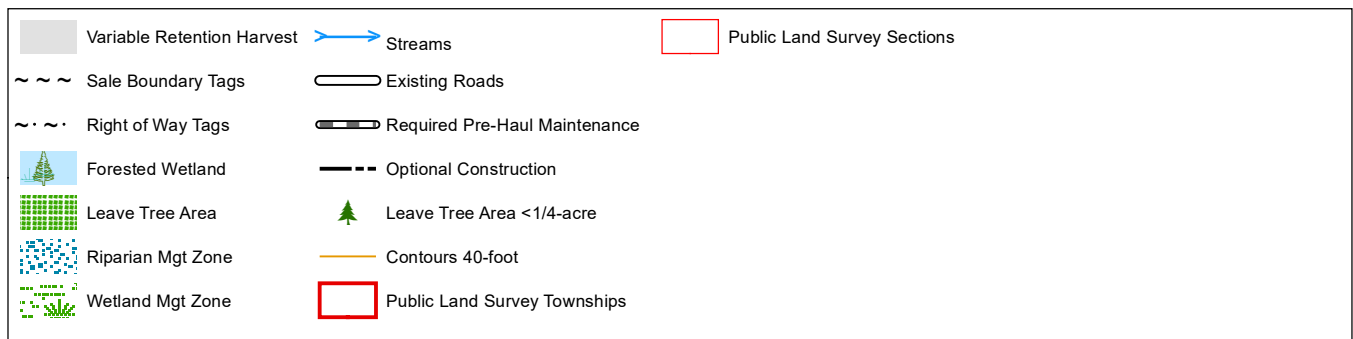 Variable Retention Harvest
Sale Boundary Tags
Right of Way Tags
Forested Wetland
Leave Tree Area
Riparian Mgt Zone
Wetland Mgt Zone
Streams
Existing Roads
Required Pre-Haul Maintenance
Optional Construction
Leave Tree Area <1/4-acre
Contours 40-foot
Public Land Survey Townships
Public Land Survey Sections